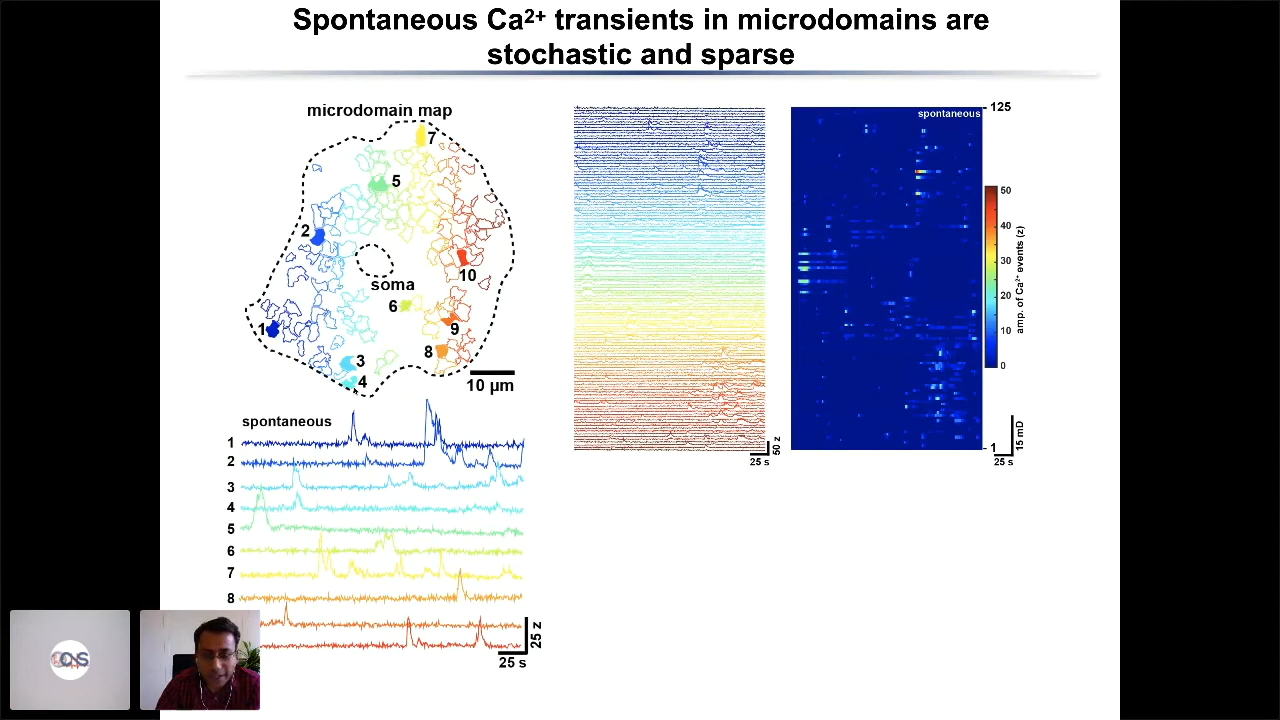 Spontaneous Ca²⁺ transients in microdomains are
stochastic and sparse
microdomain map
7
5
2
10
soma
6
1
9
8
3
4
10 µm
spontaneous
1
2
3
4
5
6
7
8
25 z
25 s
50 z
25 s
spontaneous
125
50
40
30
20
10
0
amp. of Ca²⁺ events (z)
1
15 mD
25 s